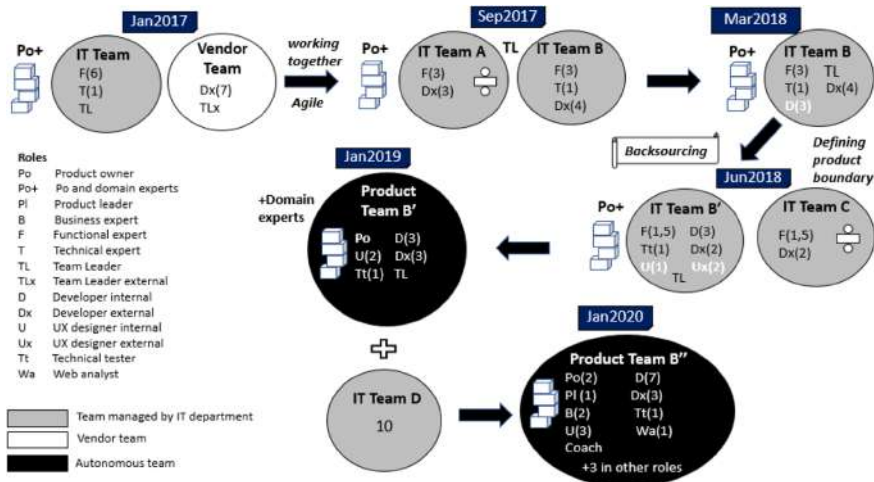 Jan2017
Po+
IT Team
F(6)
T(1)
TL
Vendor
Team
Dx(7)
TLx
working
together
Agile
Sep2017
Po+
IT Team A
F(3)
Dx(3)
TL
IT Team B
F(3)
T(1)
Dx(4)
Mar2018
Po+
IT Team B
F(3) TL
T(1) Dx(4)
D(3)
Backsourcing
Defining
product
boundary
Jun2018
Po+
IT Team B'
F(1,5) D(3)
Tt(1) Dx(2)
U(1) Ux(2)
TL
IT Team C
F(1,5)
Dx(2)
Jan2019
+Domain
experts
Product
Team B'
Po D(3)
U(2) Dx(3)
Tt(1) TL
IT Team D
10
Jan2020
Product Team B"
Po(2) D(7)
Pl (1) Dx(3)
B(2) Tt(1)
U(3) Wa(1)
Coach
+3 in other roles
Roles
Po Product owner
Po+ Po and domain experts
Pl Product leader
B Business expert
F Functional expert
T Technical expert
TL Team Leader
TLx Team Leader external
D Developer internal
Dx Developer external
U UX designer internal
Ux UX designer external
Tt Technical tester
Wa Web analyst
Team managed by IT department
Vendor team
Autonomous team